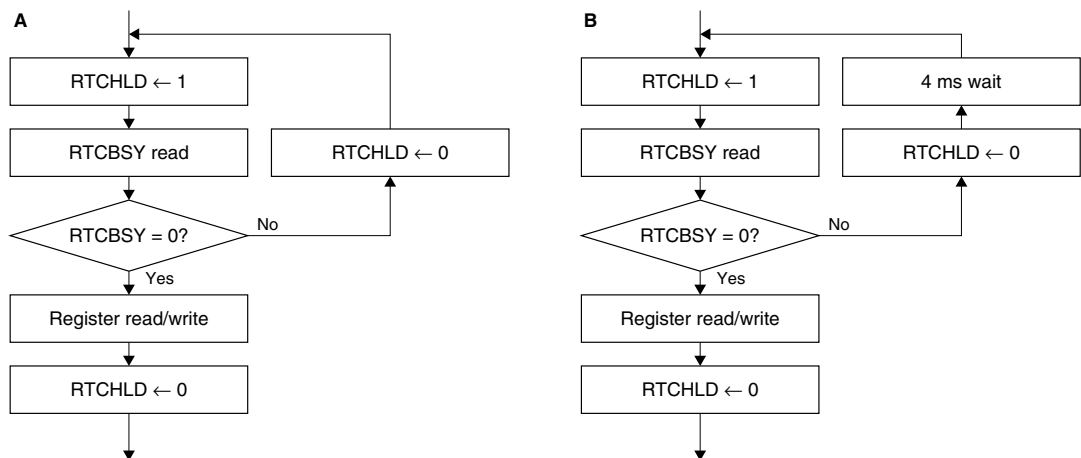 A
RTCHLD ← 1
RTCBSY read
RTCHLD ← 0
RTCBSY = 0?
No
Yes
Register read/write
RTCHLD ← 0
B
RTCHLD ← 1
4 ms wait
RTCBSY read
RTCHLD ← 0
RTCBSY = 0?
No
Yes
Register read/write
RTCHLD ← 0